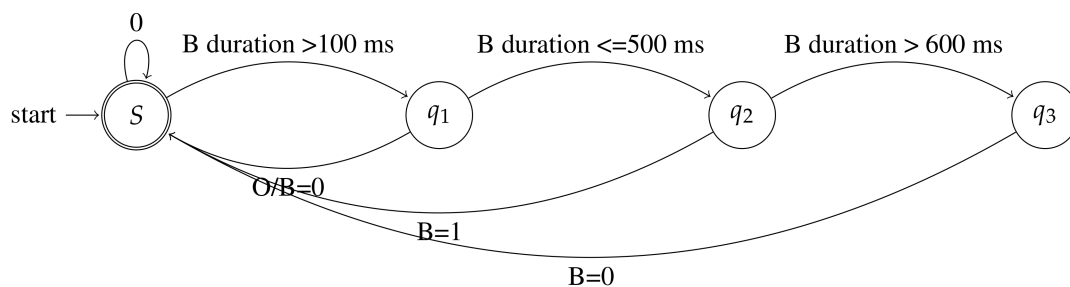 0
B duration >100 ms
B duration <=500 ms
B duration > 600 ms
start
S
q1
q2
q3
O/B=0
B=1
B=0